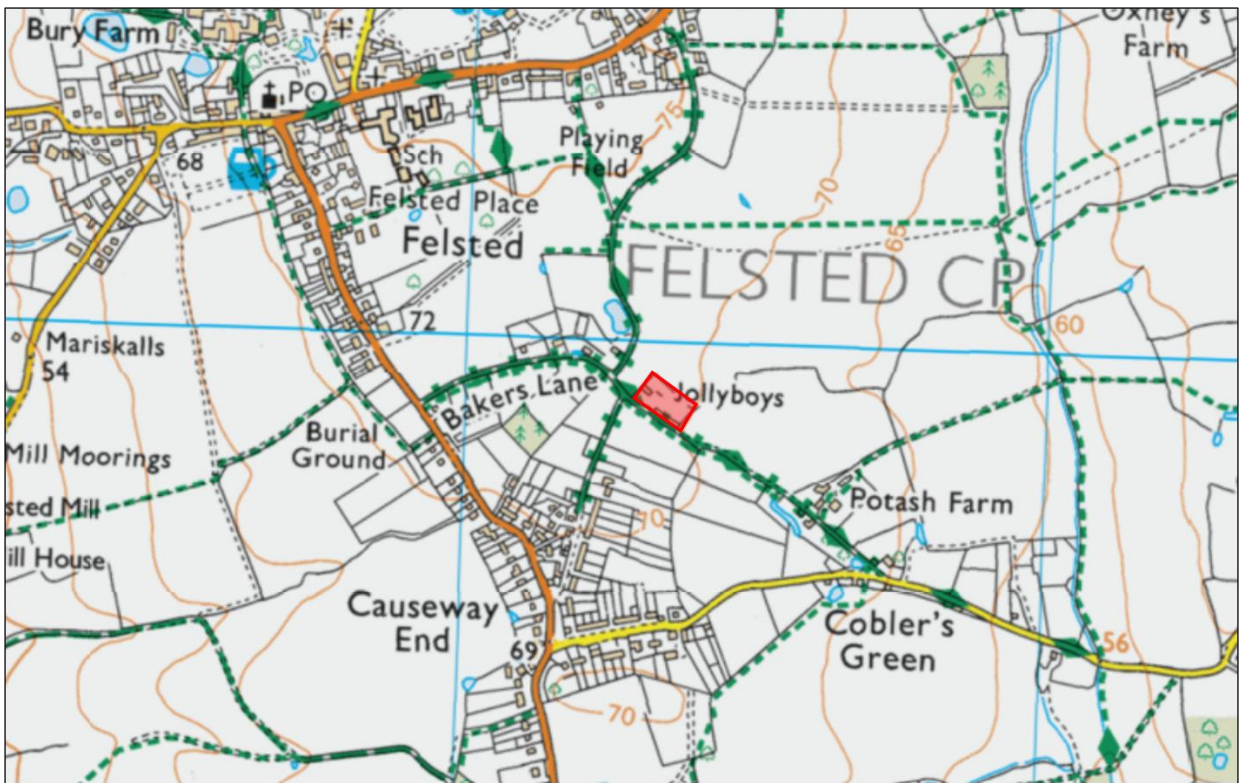 Bury Farm
Oxney's
Farm
PO
75
Playing
Field
68
Sch
70
Felsted Place
Felsted
65
FELSTED CP
72
60
Mariskalls
54
Bakers Lane
Jollyboys
Burial
Ground
Mill Moorings
sted Mill
70
Potash Farm
ill House
Causeway
End
Cobler's
Green
69
56
70